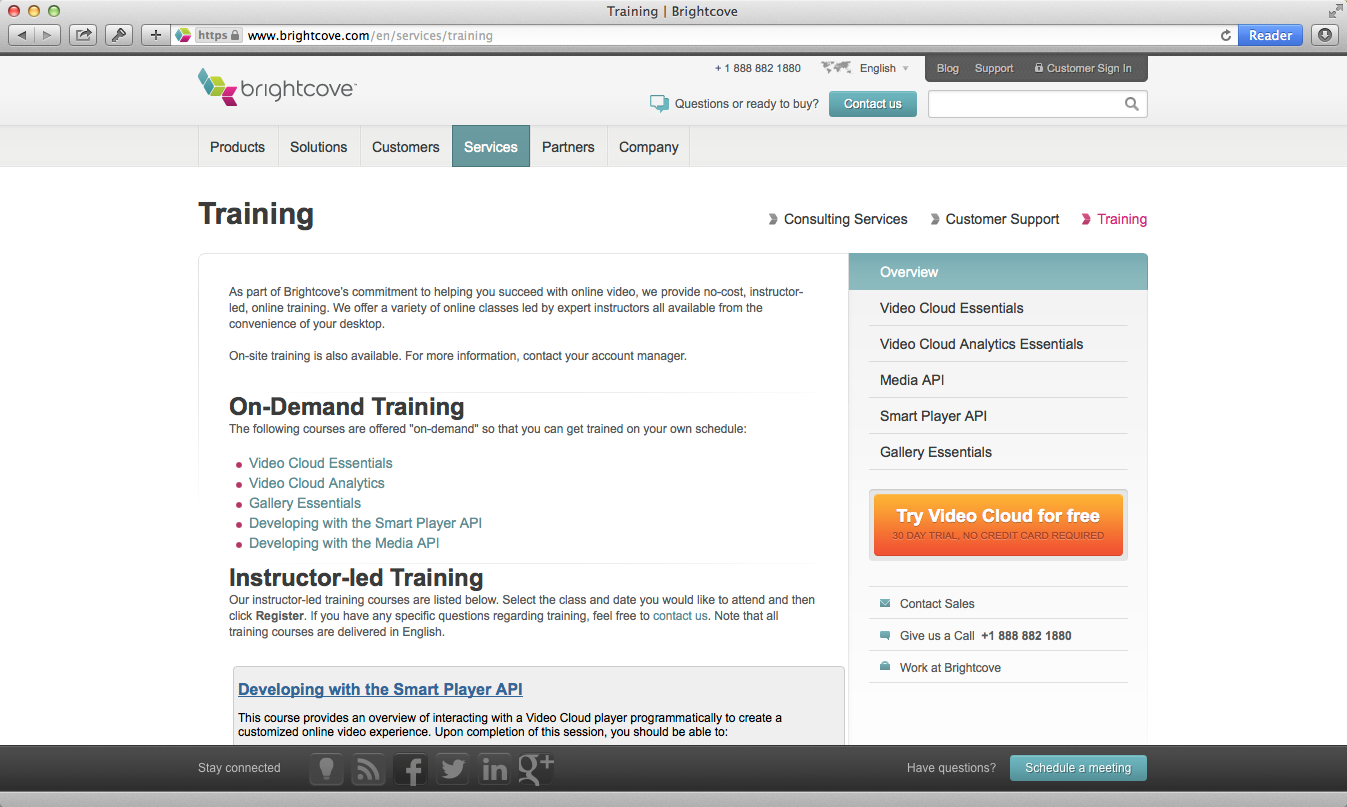 Training | Brightcove
https www.brightcove.com/en/services/training Reader
+ 1 888 882 1880 English Blog Support Customer Sign In
brightcove™
Questions or ready to buy? Contact us
Products Solutions Customers Services Partners Company
Training
Consulting Services Customer Support Training
As part of Brightcove's commitment to helping you succeed with online video, we provide no-cost, instructor-
led, online training. We offer a variety of online classes led by expert instructors all available from the
convenience of your desktop.
On-site training is also available. For more information, contact your account manager.
On-Demand Training
The following courses are offered "on-demand" so that you can get trained on your own schedule:
Video Cloud Essentials
Video Cloud Analytics
Gallery Essentials
Developing with the Smart Player API
Developing with the Media API
Instructor-led Training
Our instructor-led training courses are listed below. Select the class and date you would like to attend and then
click Register. If you have any specific questions regarding training, feel free to contact us. Note that all
training courses are delivered in English.
Developing with the Smart Player API
This course provides an overview of interacting with a Video Cloud player programmatically to create a
customized online video experience. Upon completion of this session, you should be able to:
Overview
Video Cloud Essentials
Video Cloud Analytics Essentials
Media API
Smart Player API
Gallery Essentials
Try Video Cloud for free
30 DAY TRIAL, NO CREDIT CARD REQUIRED
Contact Sales
Give us a Call +1 888 882 1880
Work at Brightcove
Stay connected f in g+ Have questions? Schedule a meeting